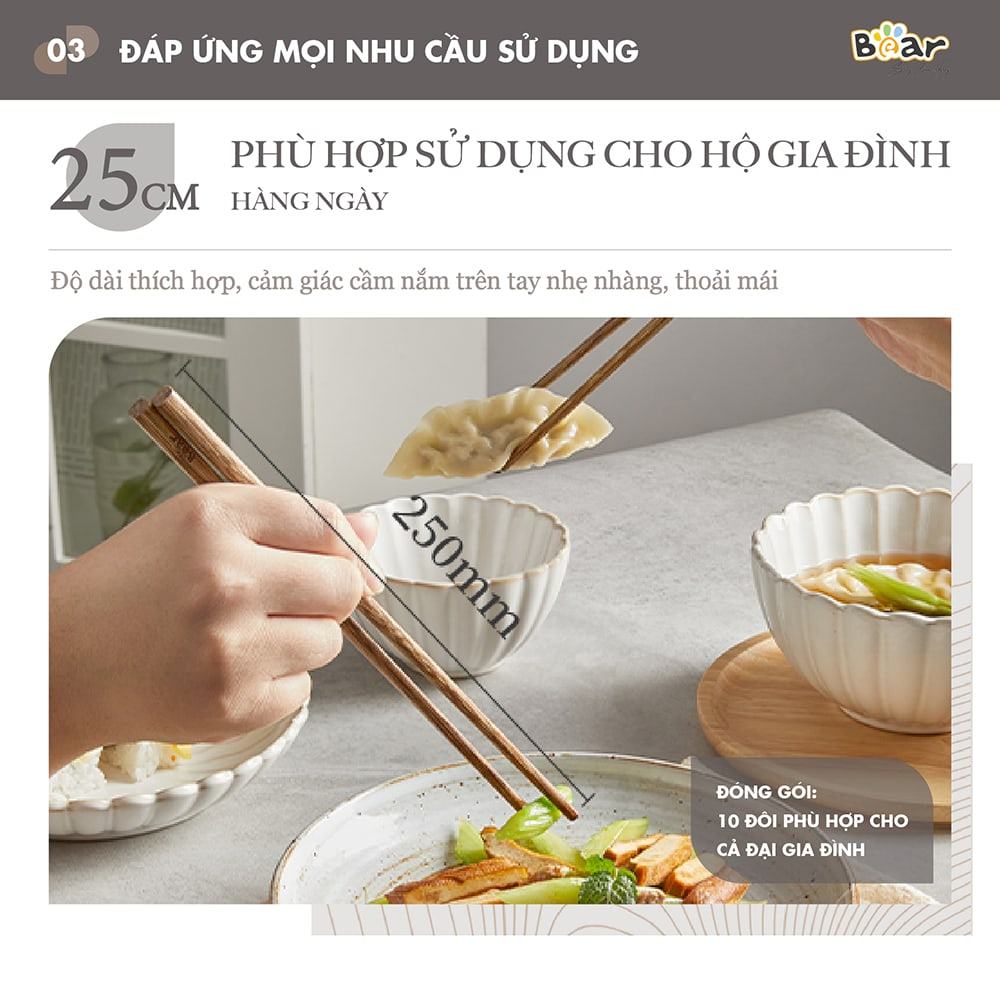 03 ĐÁP ỨNG MỌI NHU CẦU SỬ DỤNG
Bear
25CM
PHÙ HỢP SỬ DỤNG CHO HỘ GIA ĐÌNH
HÀNG NGÀY
Độ dài thích hợp, cảm giác cầm nắm trên tay nhẹ nhàng, thoải mái
250mm
ĐÓNG GÓI:
10 ĐÔI PHÙ HỢP CHO
CẢ ĐẠI GIA ĐÌNH